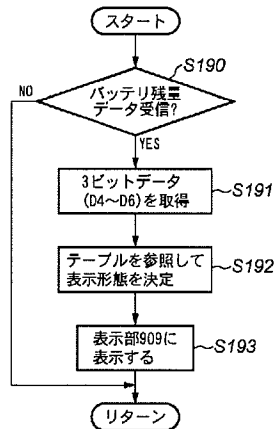 スタート
S190
バッテリ残量
データ受信?
NO
YES
3ビットデータ
(D4~D6)を取得
S191
テーブルを参照して
表示形態を決定
S192
表示部909に
表示する
S193
リターン